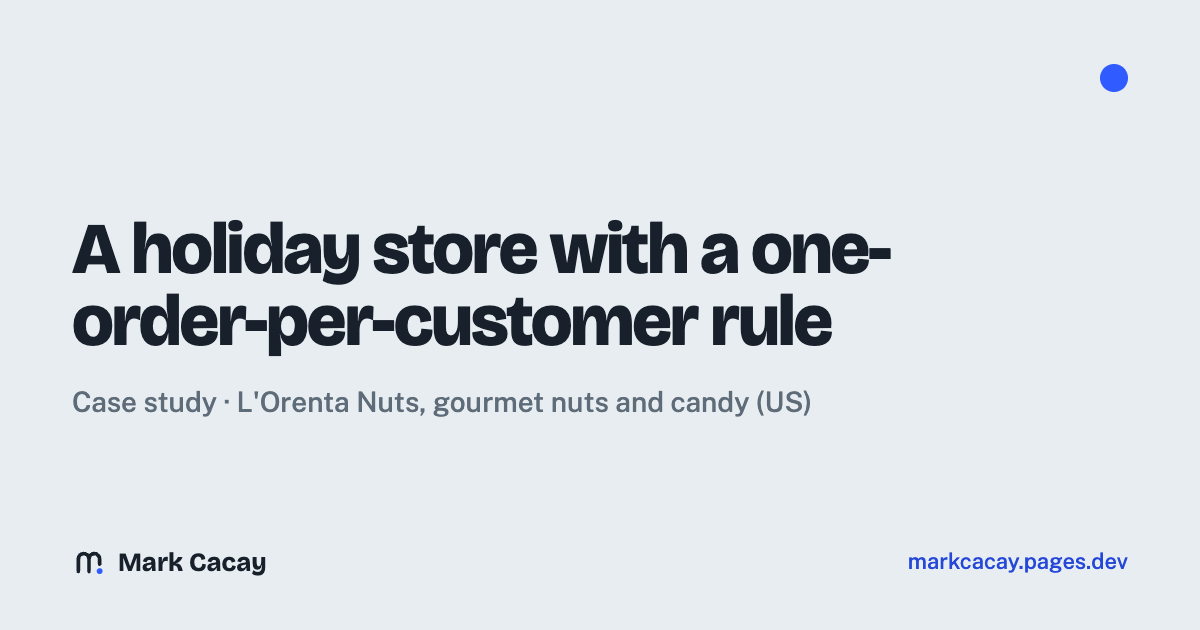 A holiday store with a one-
order-per-customer rule
Case study · L'Orenta Nuts, gourmet nuts and candy (US)
m. Mark Cacay
markcacay.pages.dev